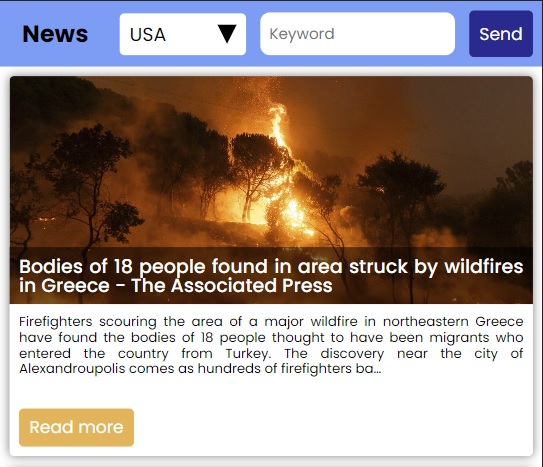 News USA Keyword Send
Bodies of 18 people found in area struck by wildfires
in Greece - The Associated Press
Firefighters scouring the area of a major wildfire in northeastern Greece
have found the bodies of 18 people thought to have been migrants who
entered the country from Turkey. The discovery near the city of
Alexandroupolis comes as hundreds of firefighters ba...
Read more